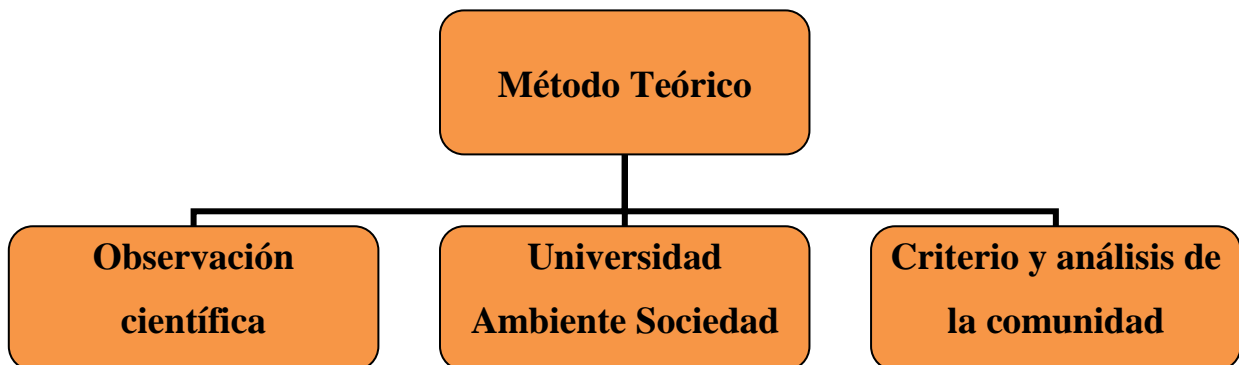 Método Teórico
Observación
científica
Universidad
Ambiente Sociedad
Criterio y análisis de
la comunidad